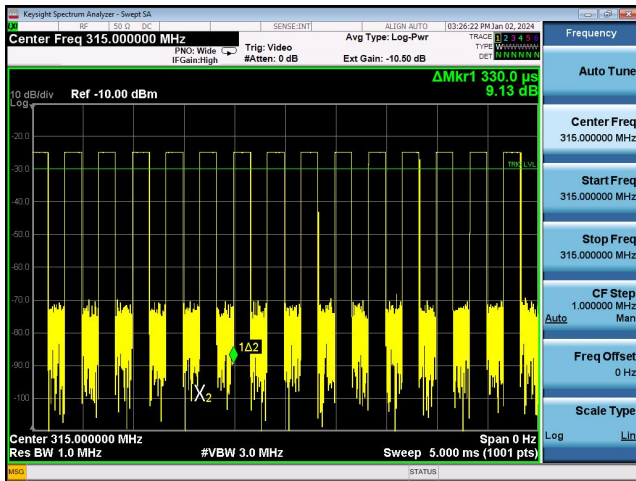 Keysight Spectrum Analyzer - Swept SA
RF 50 Ω DC SENSE:INT ALIGN AUTO 03:26:22 PM Jan 02, 2024
Center Freq 315.000000 MHz
PNO: Wide
IFGain:High
Trig: Video
#Atten: 0 dB
Avg Type: Log-Pwr
Ext Gain: -10.50 dB
TRACE 1 2 3 4 5 6
TYPE WWWWWWW
DET N N N N N N
ΔMkr1 330.0 µs
9.13 dB
10 dB/div Ref -10.00 dBm
Log
-20.0
-30.0
TRIG LVL
-40.0
-50.0
-60.0
-70.0
-80.0
-90.0
-100
1Δ2
X2
Center 315.000000 MHz Span 0 Hz
Res BW 1.0 MHz #VBW 3.0 MHz Sweep 5.000 ms (1001 pts)
MSG STATUS
Frequency
Auto Tune
Center Freq
315.000000 MHz
Start Freq
315.000000 MHz
Stop Freq
315.000000 MHz
CF Step
1.000000 MHz
Auto Man
Freq Offset
0 Hz
Scale Type
Log Lin